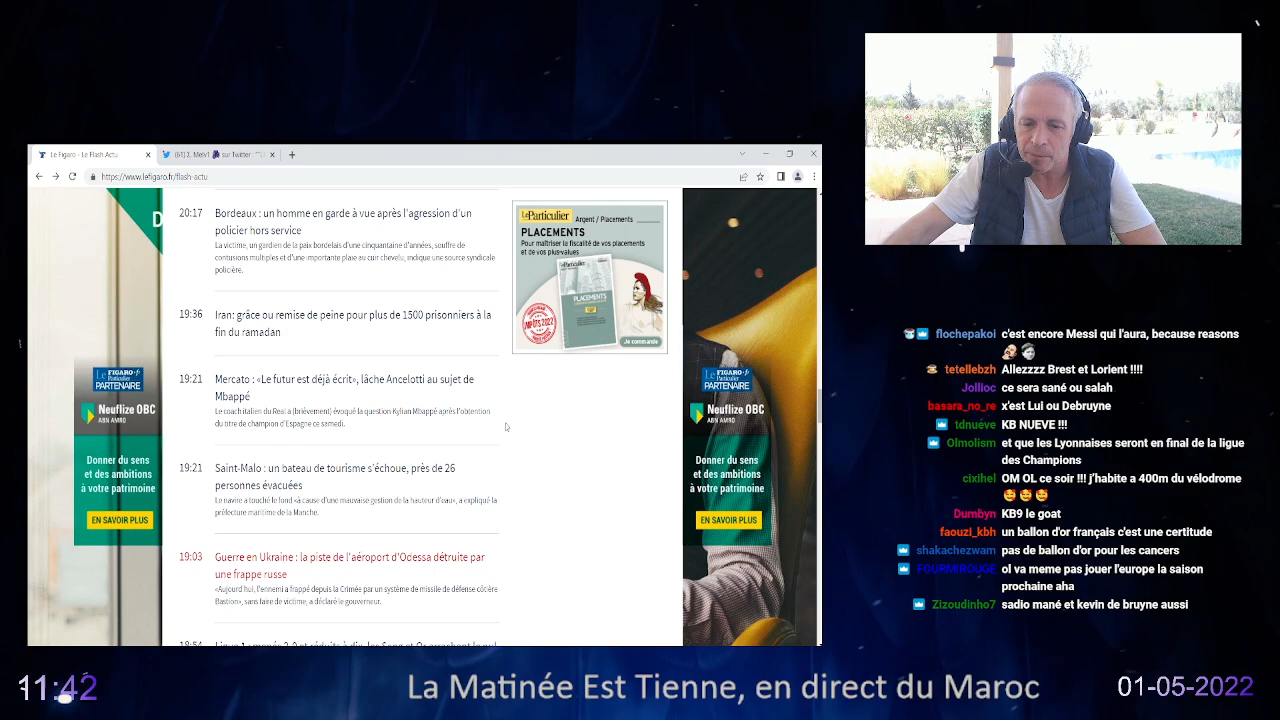 Le Figaro - Le Flash Actu
sur Twitter :
https://www.lefigaro.fr/flash-actu
D
20:17 Bordeaux : un homme en garde à vue après l'agression d'un
policier hors service
La victime, un gardien de la paix bordelais d'une cinquantaine d'années, souffre de
contusions multiples et d'une importante plaie au cuir chevelu, indique une source syndicale
policière.
19:36 Iran: grâce ou remise de peine pour plus de 1500 prisonniers à la
fin du ramadan
19:21 Mercato : «Le futur est déjà écrit», lâche Ancelotti au sujet de
Mbappé
Le coach italien du Real a (brièvement) évoqué la question Kylian Mbappé après l'obtention
du titre de champion d'Espagne ce samedi.
19:21 Saint-Malo : un bateau de tourisme s'échoue, près de 26
personnes évacuées
Le navire a touché le fond «à cause d'une mauvaise gestion de la hauteur d'eau», a expliqué la
préfecture maritime de la Manche.
19:03 Guerre en Ukraine : la piste de l'aéroport d'Odessa détruite par
une frappe russe
«Aujourd'hui, l'ennemi a frappé depuis la Crimée par un système de missile de défense côtière
Bastion», sans faire de victime, a déclaré le gouverneur.
Le Particulier Argent / Placements
PLACEMENTS
Pour maîtriser la fiscalité de vos placements
et de vos plus-values
PLACEMENTS
IMPÔTS 2022
Je commande
Le FIGARO·FR
Le Particulier
PARTENAIRE
Neuflize OBC
ABN AMRO
Donner du sens
et des ambitions
à votre patrimoine
EN SAVOIR PLUS
Le FIGARO·FR
Le Particulier
PARTENAIRE
Neuflize OBC
ABN AMRO
Donner du sens
et des ambitions
à votre patrimoine
EN SAVOIR PLUS
flochepakoi c'est encore Messi qui l'aura, because reasons
tetellebzh Allezzzz Brest et Lorient !!!!
Jollioc ce sera sané ou salah
basara_no_re x'est Lui ou Debruyne
tdnuéve KB NUEVE !!!
Olmolism et que les Lyonnaises seront en final de la ligue
des Champions
cixihel OM OL ce soir !!! j'habite a 400m du vélodrome
Dumbyn KB9 le goat
faouzi_kbh un ballon d'or français c'est une certitude
shakachezwam pas de ballon d'or pour les cancers
FOURMIROUGE ol va meme pas jouer l'europe la saison
prochaine aha
Zizoudinho7 sadio mané et kevin de bruyne aussi
11:42
La Matinée Est Tienne, en direct du Maroc
01-05-2022